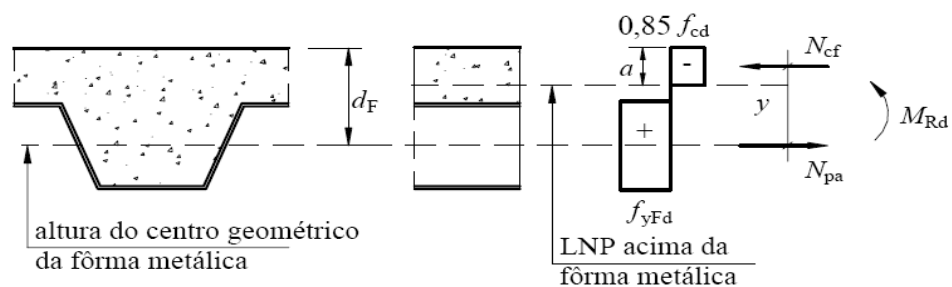 0,85 f_cd
N_cf
a
-
d_F
y
M_Rd
+
N_pa
f_yFd
altura do centro geométrico
da fôrma metálica
LNP acima da
fôrma metálica